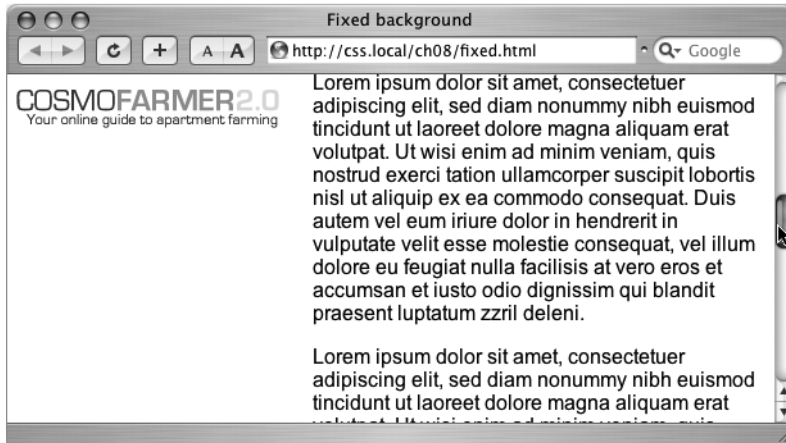 Fixed background
A A http://css.local/ch08/fixed.html Google
COSMOFARMER2.0
Your online guide to apartment farming
Lorem ipsum dolor sit amet, consectetuer
adipiscing elit, sed diam nonummy nibh euismod
tincidunt ut laoreet dolore magna aliquam erat
volutpat. Ut wisi enim ad minim veniam, quis
nostrud exerci tation ullamcorper suscipit lobortis
nisl ut aliquip ex ea commodo consequat. Duis
autem vel eum iriure dolor in hendrerit in
vulputate velit esse molestie consequat, vel illum
dolore eu feugiat nulla facilisis at vero eros et
accumsan et iusto odio dignissim qui blandit
praesent luptatum zzril deleni.
Lorem ipsum dolor sit amet, consectetuer
adipiscing elit, sed diam nonummy nibh euismod
tincidunt ut laoreet dolore magna aliquam erat